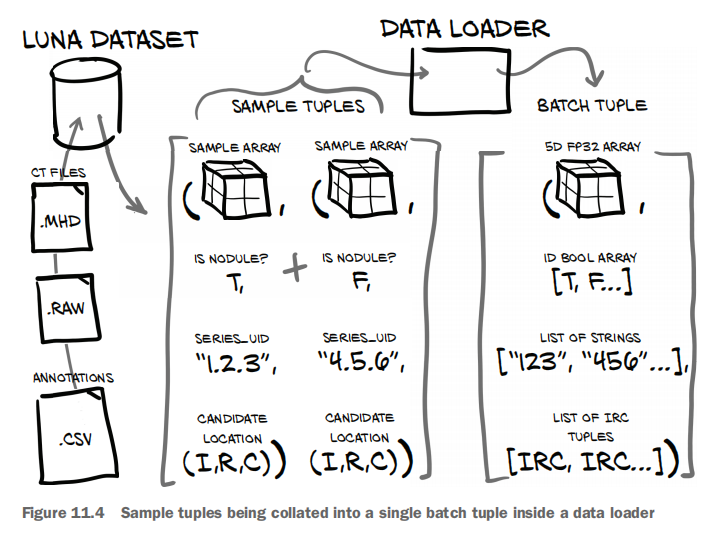 LUNA DATASET
DATA LOADER
SAMPLE TUPLES
BATCH TUPLE
CT FILES
.MHD
.RAW
ANNOTATIONS
.CSV
SAMPLE ARRAY
SAMPLE ARRAY
( , ( ,
IS NODULE?
IS NODULE?
T, + F,
SERIES_UID
SERIES_UID
"1.2.3", "4.5.6",
CANDIDATE
LOCATION
CANDIDATE
LOCATION
(I,R,C)) (I,R,C))
5D FP32 ARRAY
( ,
1D BOOL ARRAY
[T, F...]
LIST OF STRINGS
["123", "456"...],
LIST OF IRC
TUPLES
[IRC, IRC...])
Figure 11.4 Sample tuples being collated into a single batch tuple inside a data loader